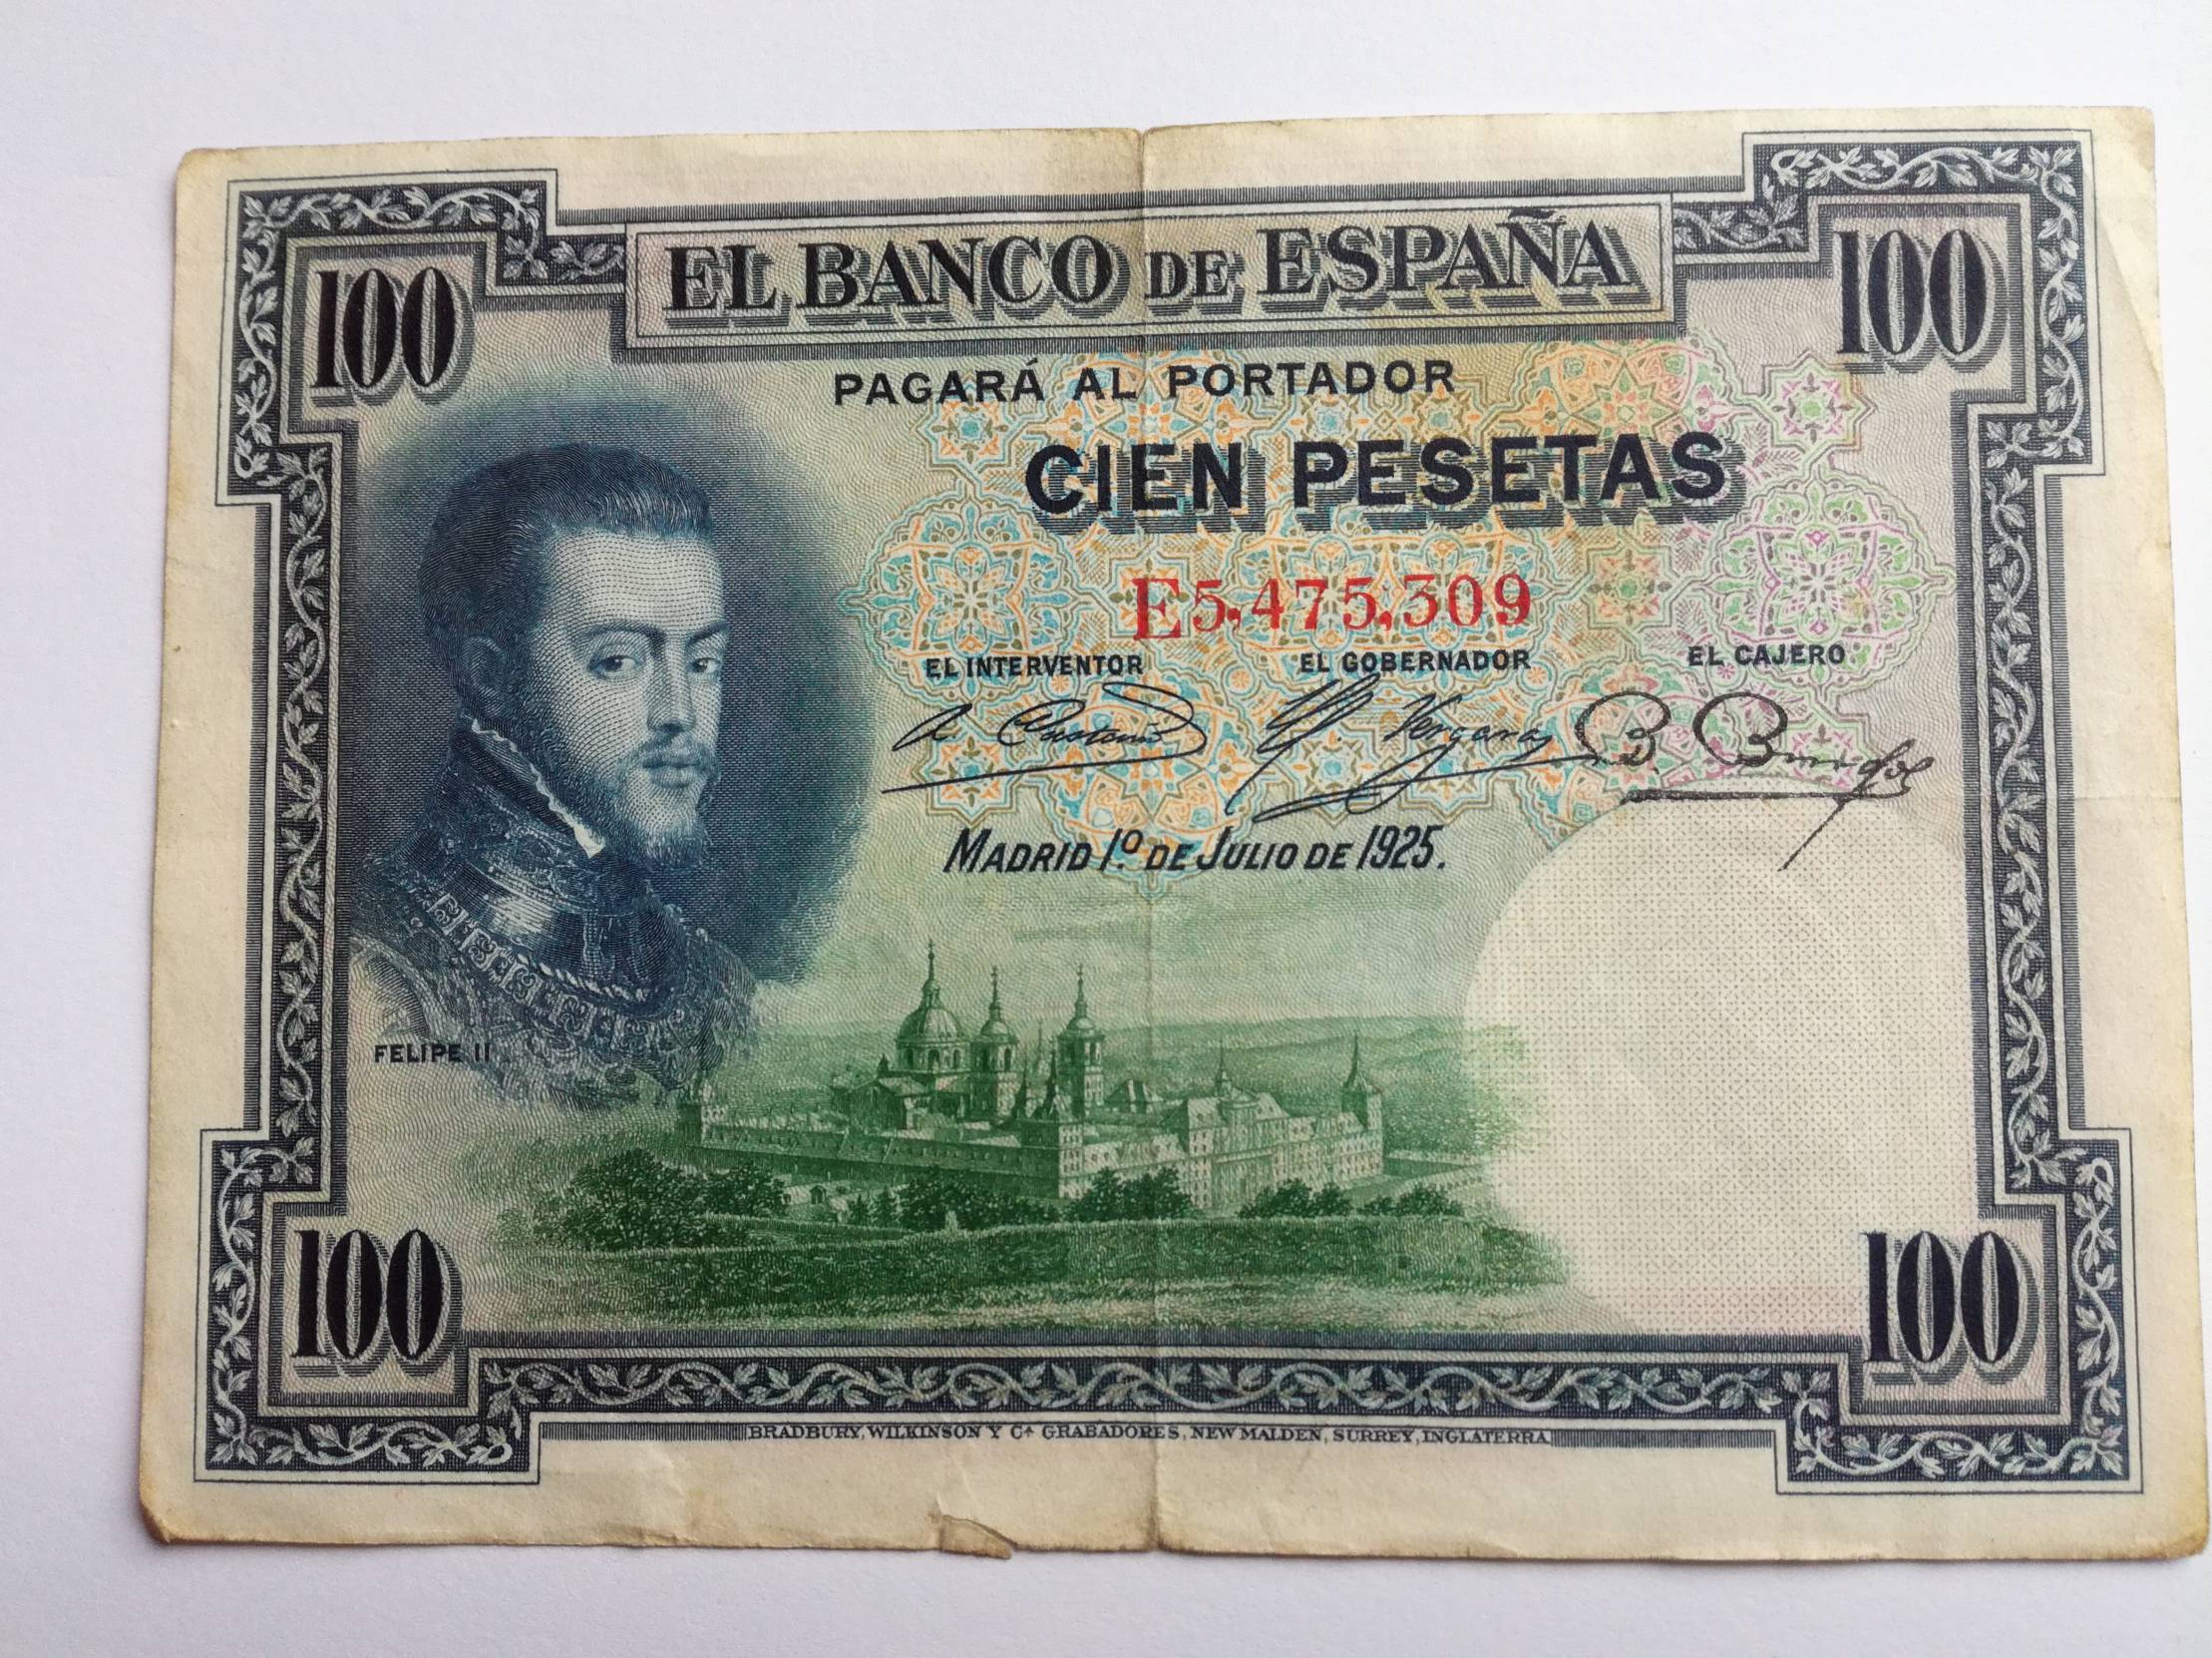 100
EL BANCO DE ESPAÑA
100
PAGARÁ AL PORTADOR
CIEN PESETAS
E5,475,309
EL INTERVENTOR EL GOBERNADOR EL CAJERO
Vergara B Burgos
MADRID 1.º DE JULIO DE 1925.
FELIPE II
100
100
BRADBURY, WILKINSON Y Cª GRABADORES, NEW MALDEN, SURREY, INGLATERRA